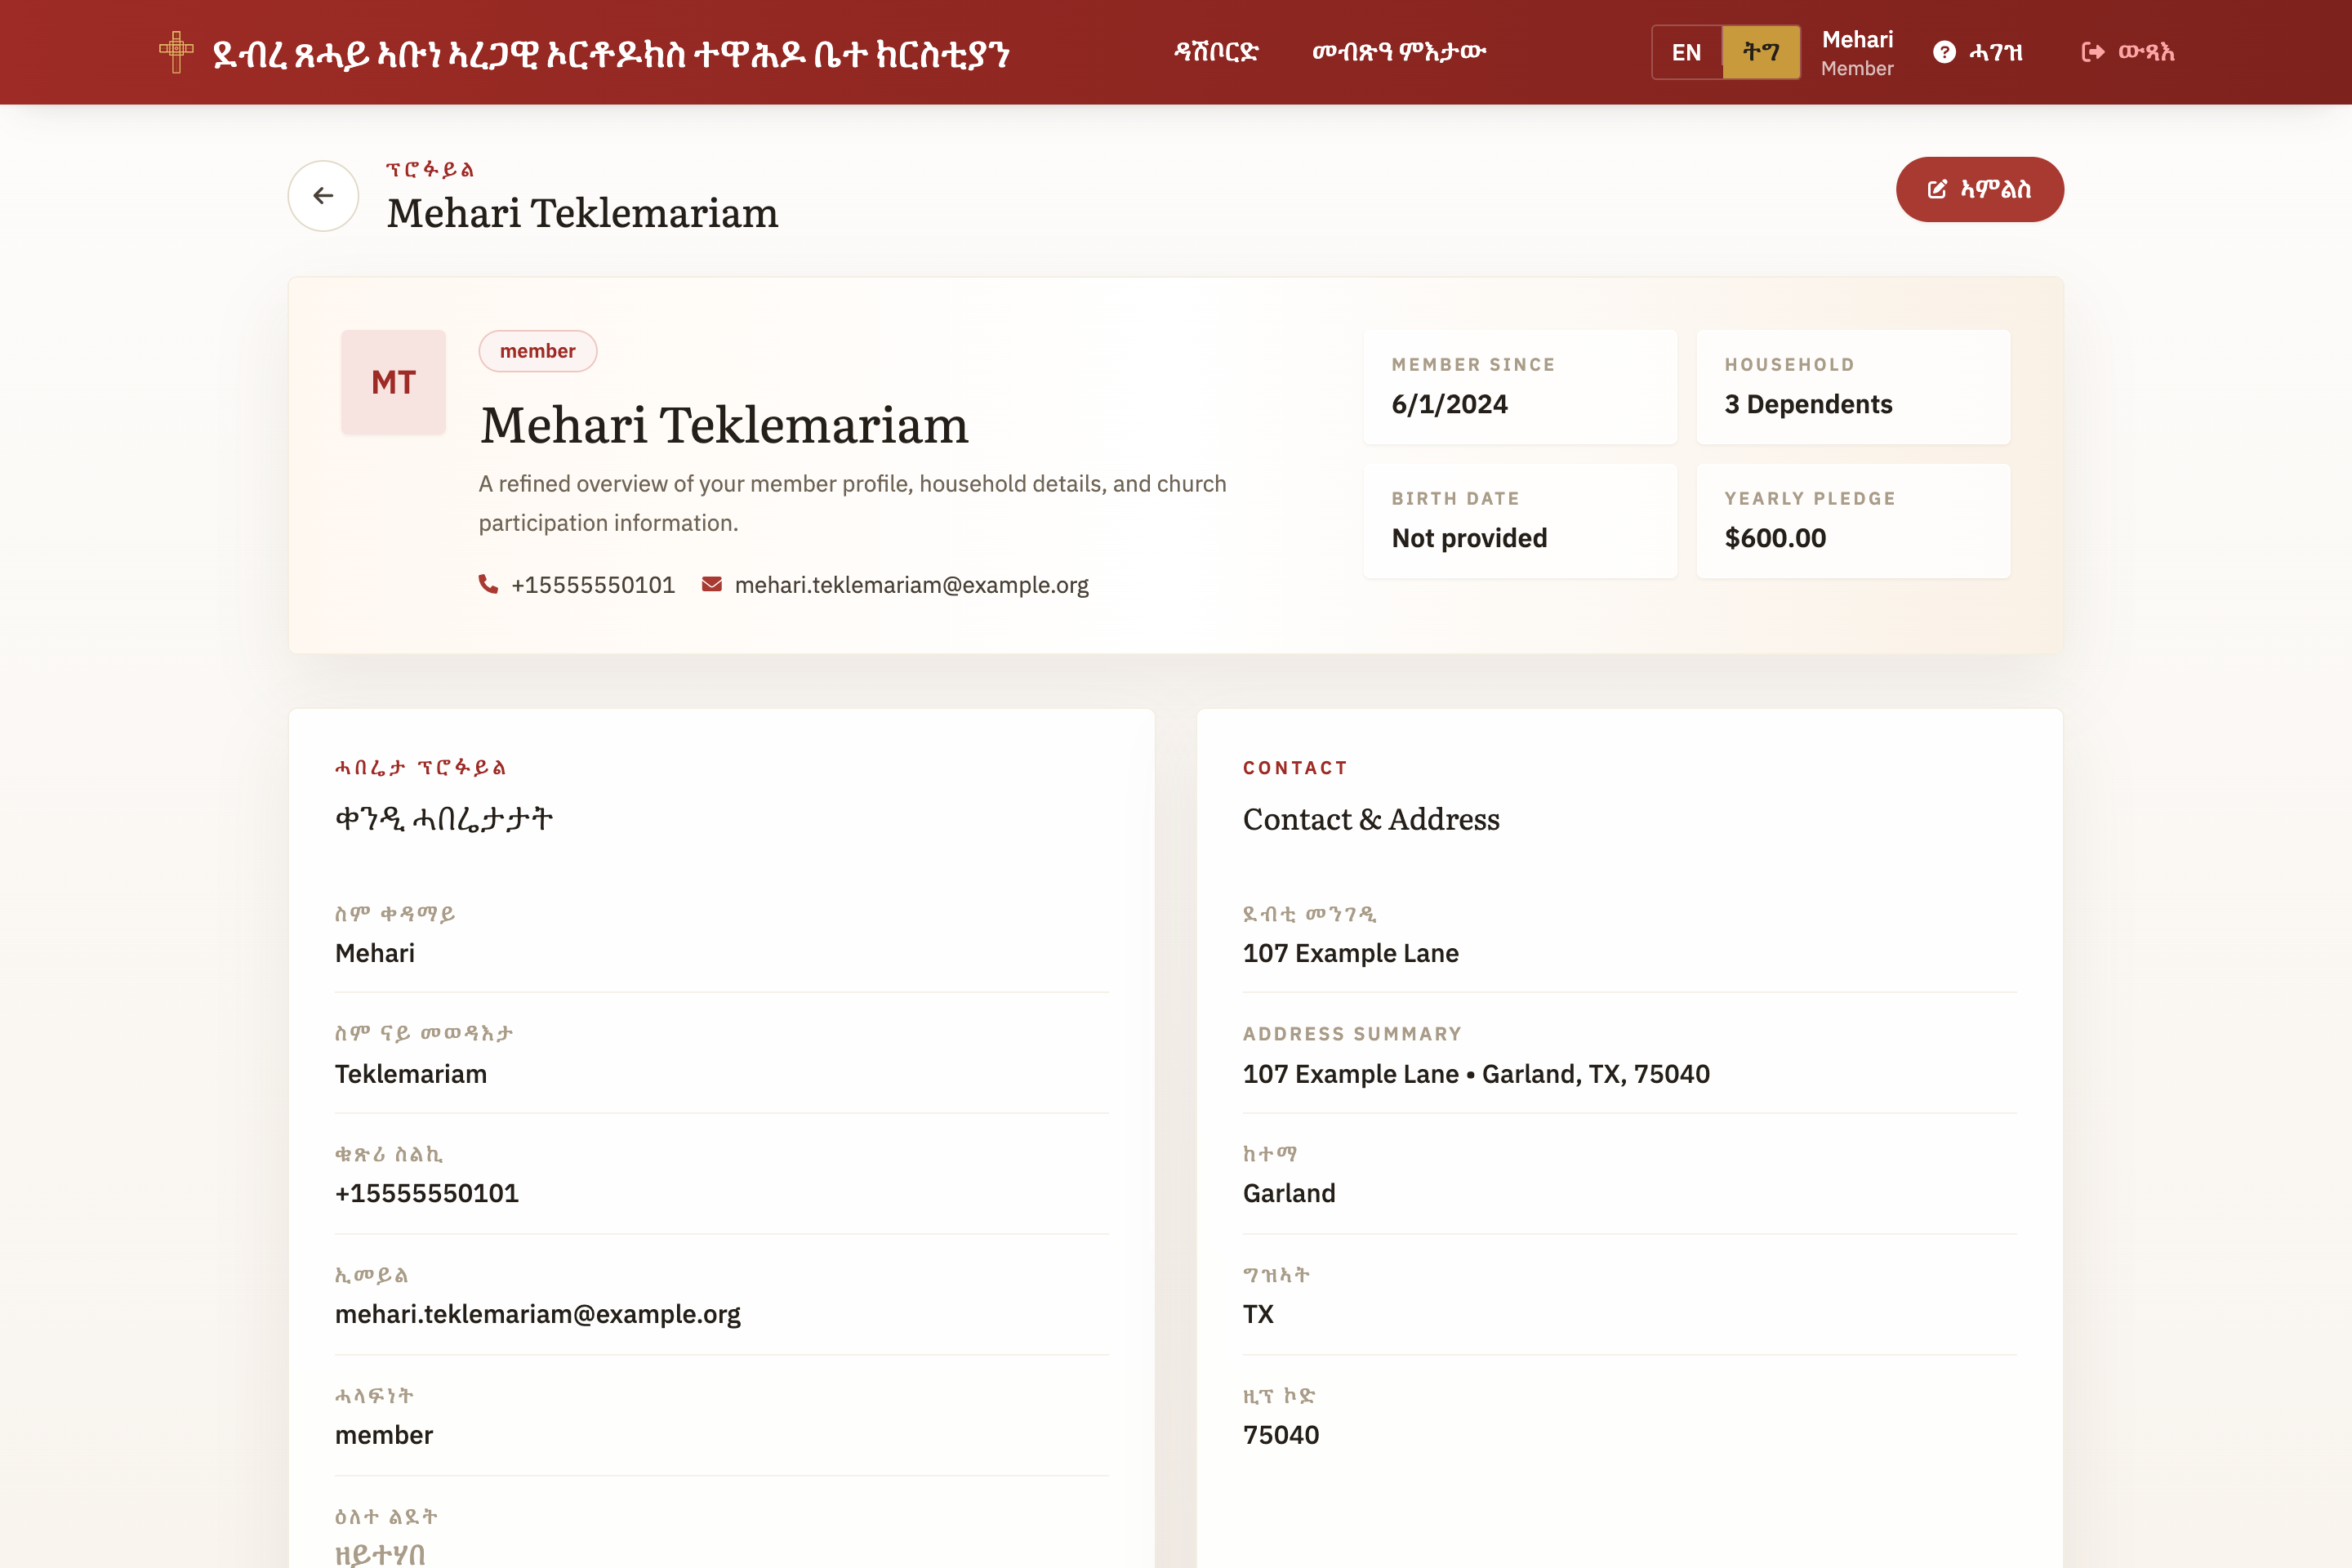 ደብረ ጸሓይ ኣቡነ ኣረጋዊ ኦርቶዶክስ ተዋሕዶ ቤተ ክርስቲያን
ዳሽቦርድ
መብጽዓ ምእታው
EN
ትግ
Mehari
Member
ሓገዝ
ውጻእ
ፕሮፋይል
Mehari Teklemariam
ኣምልስ
MT
member
Mehari Teklemariam
A refined overview of your member profile, household details, and church
participation information.
+15555550101
mehari.teklemariam@example.org
MEMBER SINCE
6/1/2024
HOUSEHOLD
3 Dependents
BIRTH DATE
Not provided
YEARLY PLEDGE
$600.00
ሓበሬታ ፕሮፋይል
ቀንዲ ሓበሬታታት
ስም ቀዳማይ
Mehari
ስም ናይ መወዳእታ
Teklemariam
ቁጽሪ ስልኪ
+15555550101
ኢመይል
mehari.teklemariam@example.org
ሓላፍነት
member
ዕለተ ልደት
ዘይተሃበ
CONTACT
Contact & Address
ደብቲ መንገዲ
107 Example Lane
ADDRESS SUMMARY
107 Example Lane • Garland, TX, 75040
ከተማ
Garland
ግዝኣት
TX
ዚፕ ኮድ
75040